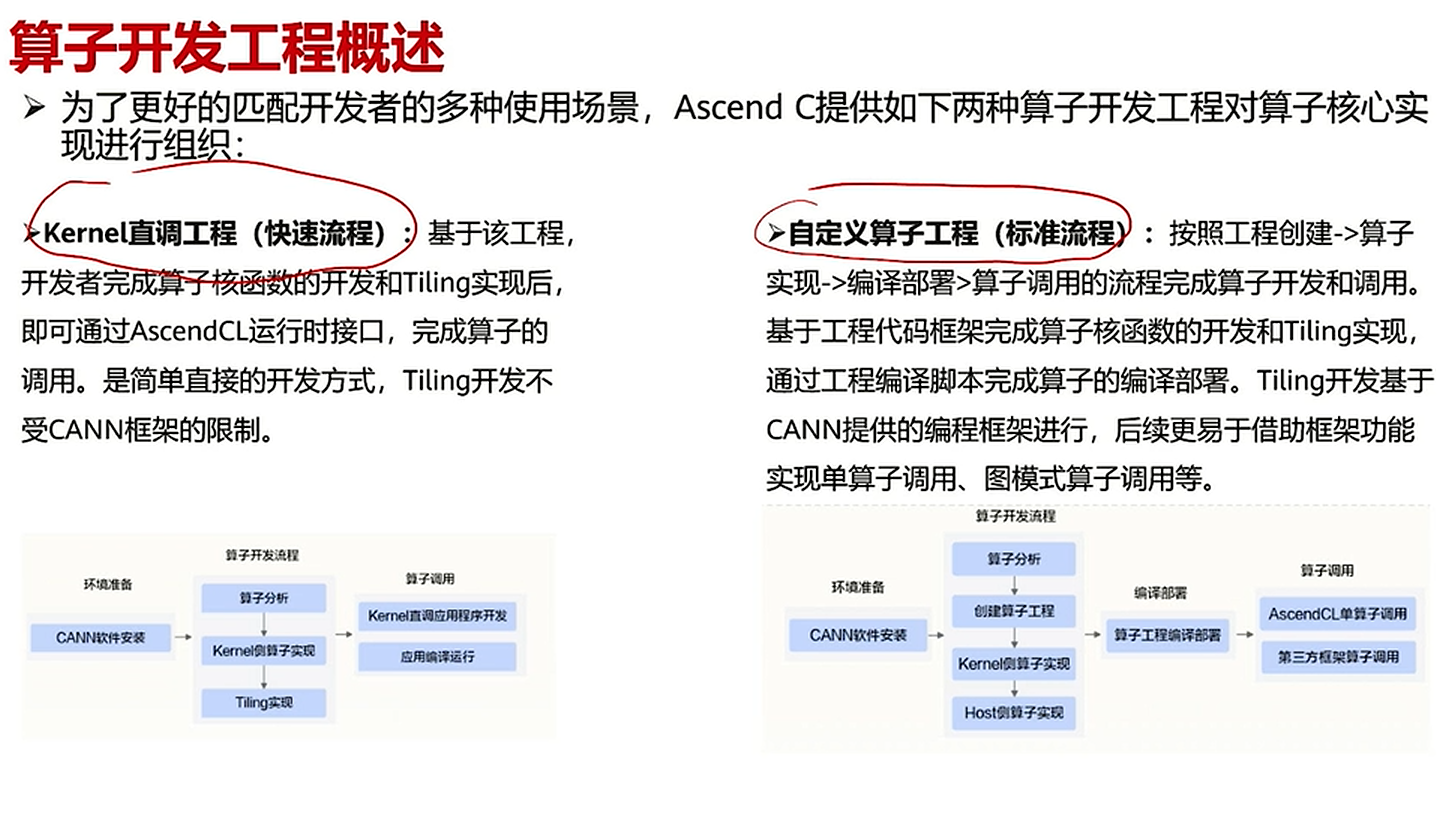 算子开发工程概述
➢ 为了更好的匹配开发者的多种使用场景，Ascend C提供如下两种算子开发工程对算子核心实
现进行组织：
➢Kernel直调工程（快速流程）：基于该工程，
开发者完成算子核函数的开发和Tiling实现后，
即可通过AscendCL运行时接口，完成算子的
调用。是简单直接的开发方式，Tiling开发不
受CANN框架的限制。
➢自定义算子工程（标准流程）：按照工程创建->算子
实现->编译部署>算子调用的流程完成算子开发和调用。
基于工程代码框架完成算子核函数的开发和Tiling实现，
通过工程编译脚本完成算子的编译部署。Tiling开发基于
CANN提供的编程框架进行，后续更易于借助框架功能
实现单算子调用、图模式算子调用等。
环境准备
CANN软件安装
算子开发流程
算子分析
Kernel侧算子实现
Tiling实现
算子调用
Kernel直调应用程序开发
应用编译运行
环境准备
CANN软件安装
算子开发流程
算子分析
创建算子工程
Kernel侧算子实现
Host侧算子实现
编译部署
算子工程编译部署
算子调用
AscendCL单算子调用
第三方框架算子调用